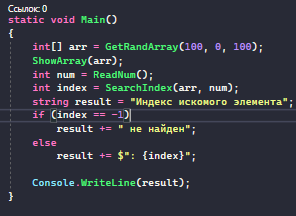 Ссылок: 0
static void Main()
{
    int[] arr = GetRandArray(100, 0, 100);
    ShowArray(arr);
    int num = ReadNum();
    int index = SearchIndex(arr, num);
    string result = "Индекс искомого элемента";
    if (index == -1)
        result += " не найден";
    else
        result += $": {index}";

    Console.WriteLine(result);
}